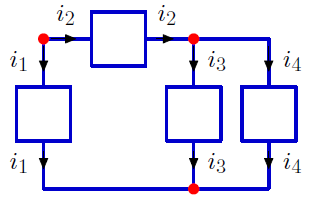 i₂ i₂
i₁ i₃ i₄
i₁ i₃ i₄